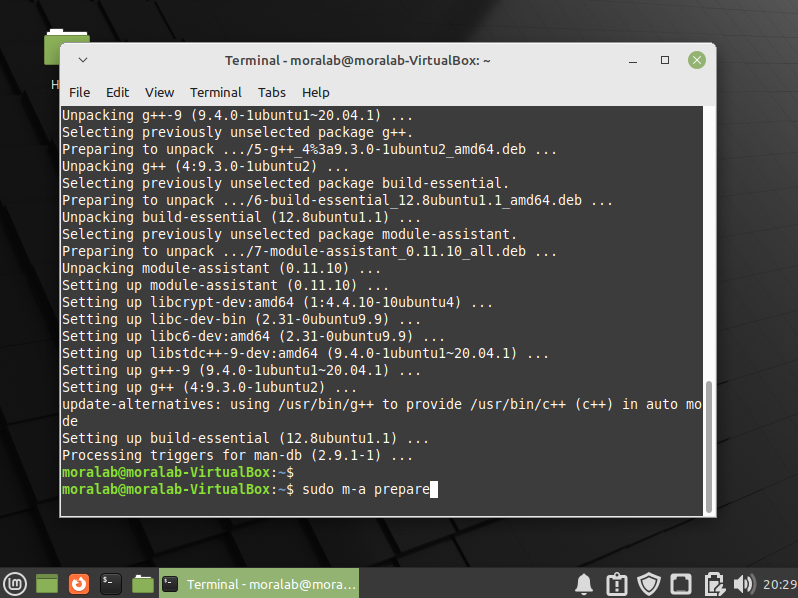 H
Terminal - moralab@moralab-VirtualBox: ~
File Edit View Terminal Tabs Help
Unpacking g++-9 (9.4.0-1ubuntu1~20.04.1) ...
Selecting previously unselected package g++.
Preparing to unpack .../5-g++_4%3a9.3.0-1ubuntu2_amd64.deb ...
Unpacking g++ (4:9.3.0-1ubuntu2) ...
Selecting previously unselected package build-essential.
Preparing to unpack .../6-build-essential_12.8ubuntu1.1_amd64.deb ...
Unpacking build-essential (12.8ubuntu1.1) ...
Selecting previously unselected package module-assistant.
Preparing to unpack .../7-module-assistant_0.11.10_all.deb ...
Unpacking module-assistant (0.11.10) ...
Setting up module-assistant (0.11.10) ...
Setting up libcrypt-dev:amd64 (1:4.4.10-10ubuntu4) ...
Setting up libc-dev-bin (2.31-0ubuntu9.9) ...
Setting up libc6-dev:amd64 (2.31-0ubuntu9.9) ...
Setting up libstdc++-9-dev:amd64 (9.4.0-1ubuntu1~20.04.1) ...
Setting up g++-9 (9.4.0-1ubuntu1~20.04.1) ...
Setting up g++ (4:9.3.0-1ubuntu2) ...
update-alternatives: using /usr/bin/g++ to provide /usr/bin/c++ (c++) in auto mo
de
Setting up build-essential (12.8ubuntu1.1) ...
Processing triggers for man-db (2.9.1-1) ...
moralab@moralab-VirtualBox:~$
moralab@moralab-VirtualBox:~$ sudo m-a prepare
Terminal - moralab@mora...
20:29